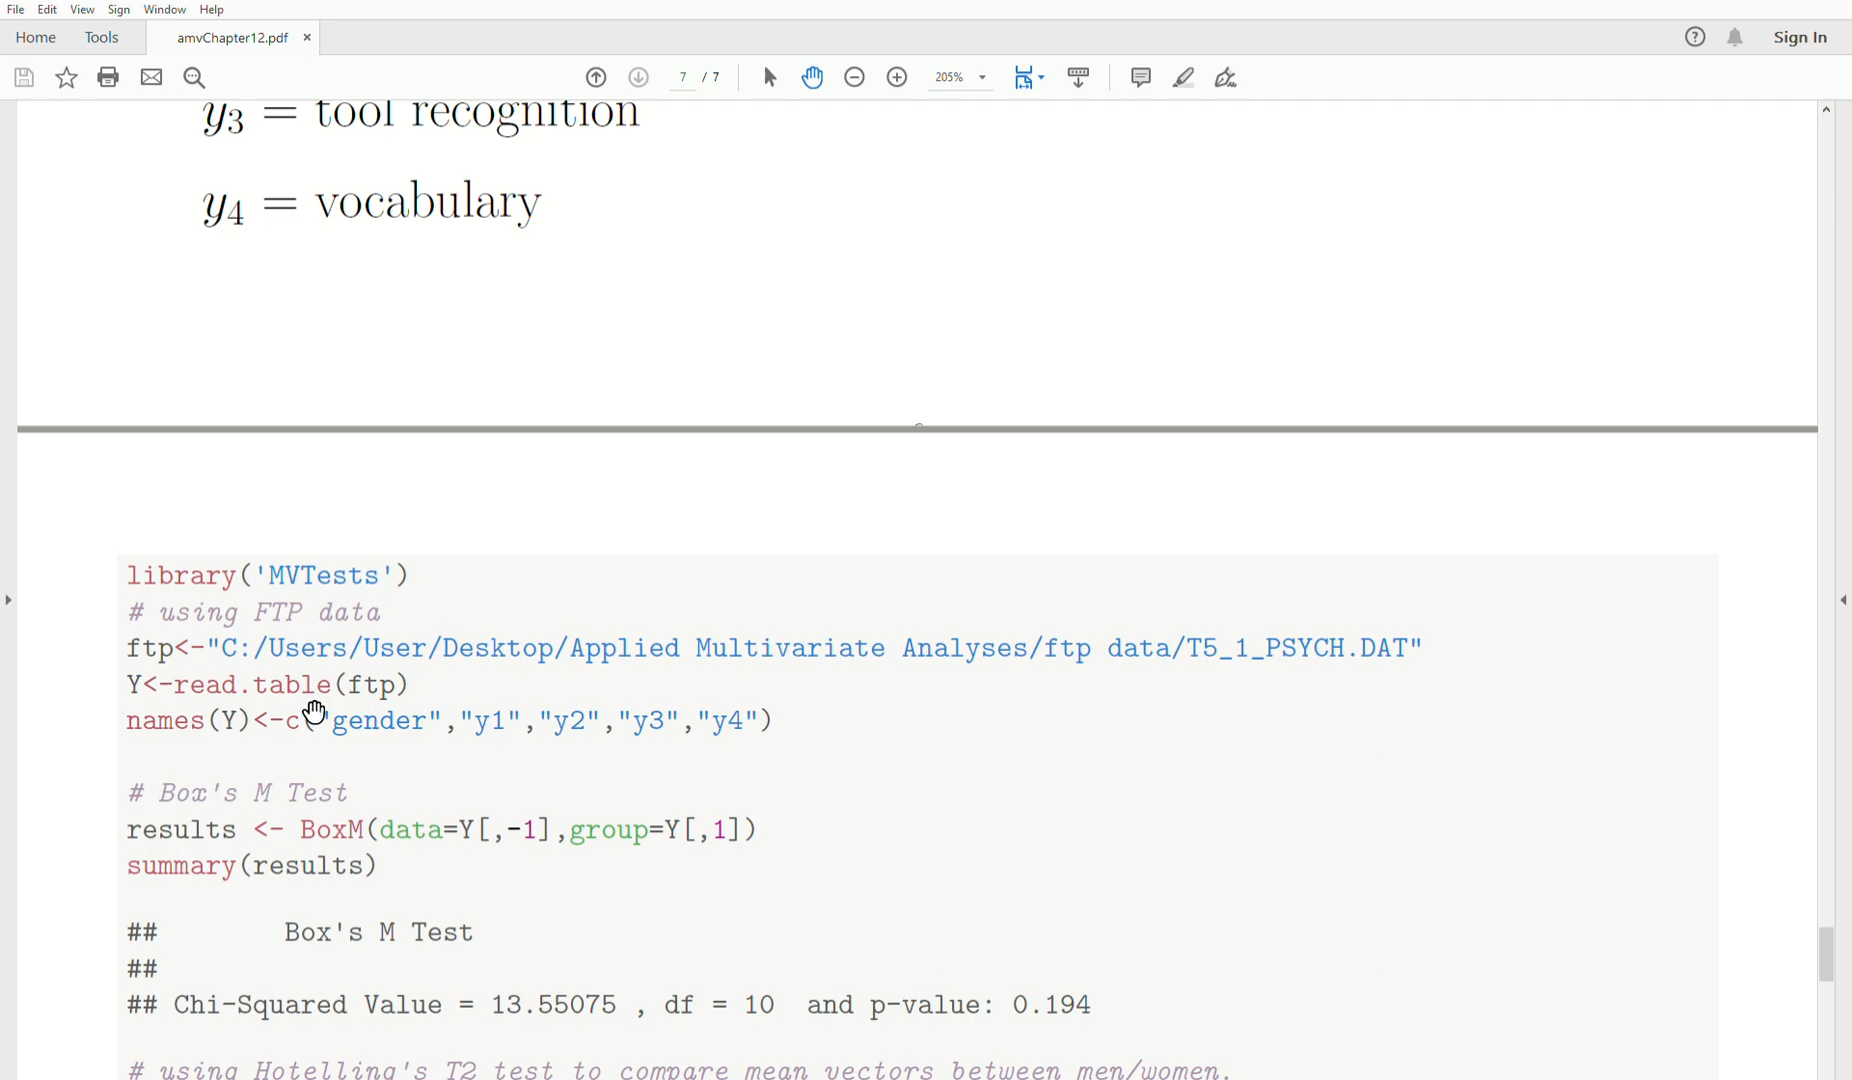 File Edit View Sign Window Help
Home Tools amvChapter12.pdf × Sign In
7 / 7 205%
y3 = tool recognition
y4 = vocabulary
library('MVTests')
# using FTP data
ftp<-"C:/Users/User/Desktop/Applied Multivariate Analyses/ftp data/T5_1_PSYCH.DAT"
Y<-read.table(ftp)
names(Y)<-c("gender","y1","y2","y3","y4")
# Box's M Test
results <- BoxM(data=Y[,-1],group=Y[,1])
summary(results)
## Box's M Test
##
## Chi-Squared Value = 13.55075 , df = 10 and p-value: 0.194
# using Hotelling's T2 test to compare mean vectors between men/women.